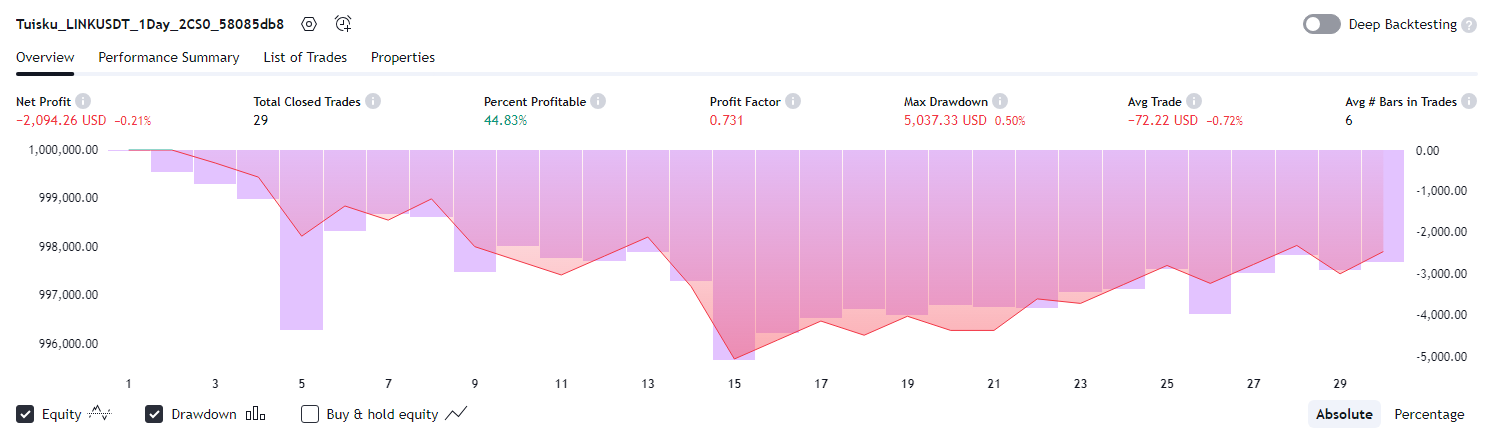 Tuisku_LINKUSDT_1Day_2CS0_58085db8
Deep Backtesting ?
Overview Performance Summary List of Trades Properties
Net Profit Total Closed Trades Percent Profitable Profit Factor Max Drawdown Avg Trade Avg # Bars in Trades
−2,094.26 USD −0.21% 29 44.83% 0.731 5,037.33 USD 0.50% −72.22 USD −0.72% 6
1,000,000.00 0.00
999,000.00 -1,000.00
998,000.00 -2,000.00
997,000.00 -3,000.00
996,000.00 -4,000.00
-5,000.00
1 3 5 7 9 11 13 15 17 19 21 23 25 27 29
Equity Drawdown Buy & hold equity Absolute Percentage